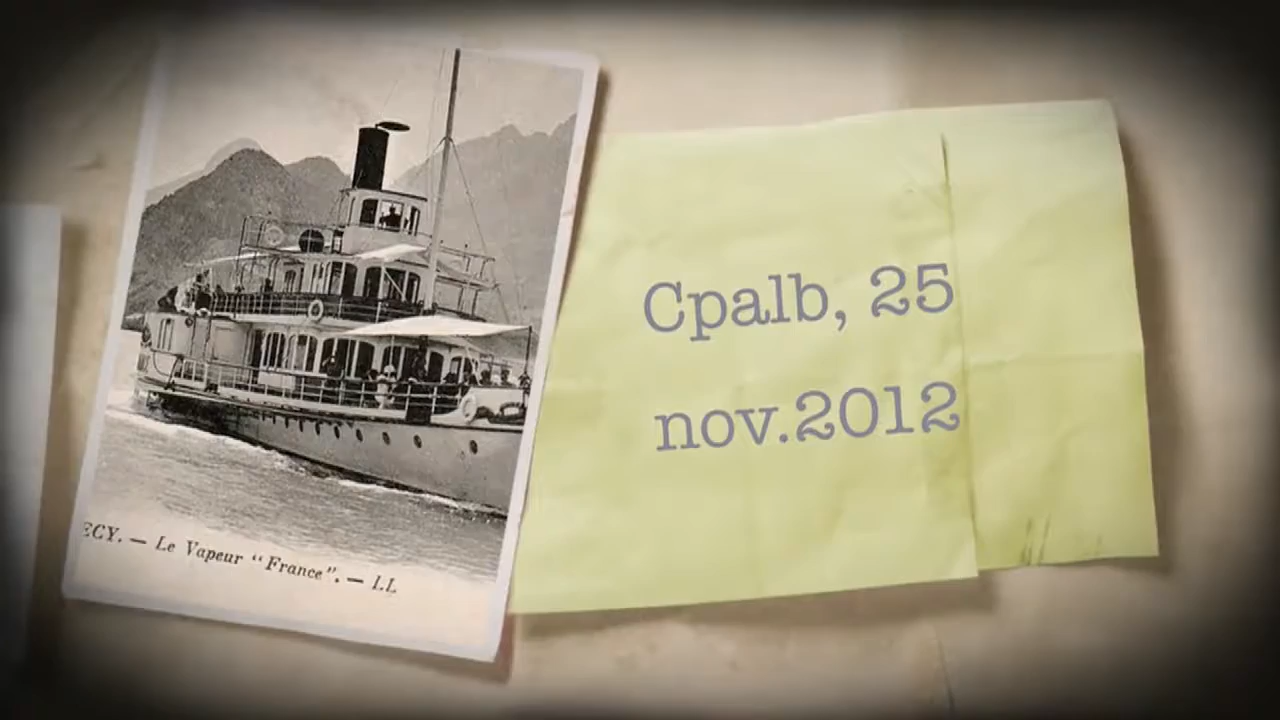 ECY. — Le Vapeur “France”. — LL
Cpalb, 25
nov.2012